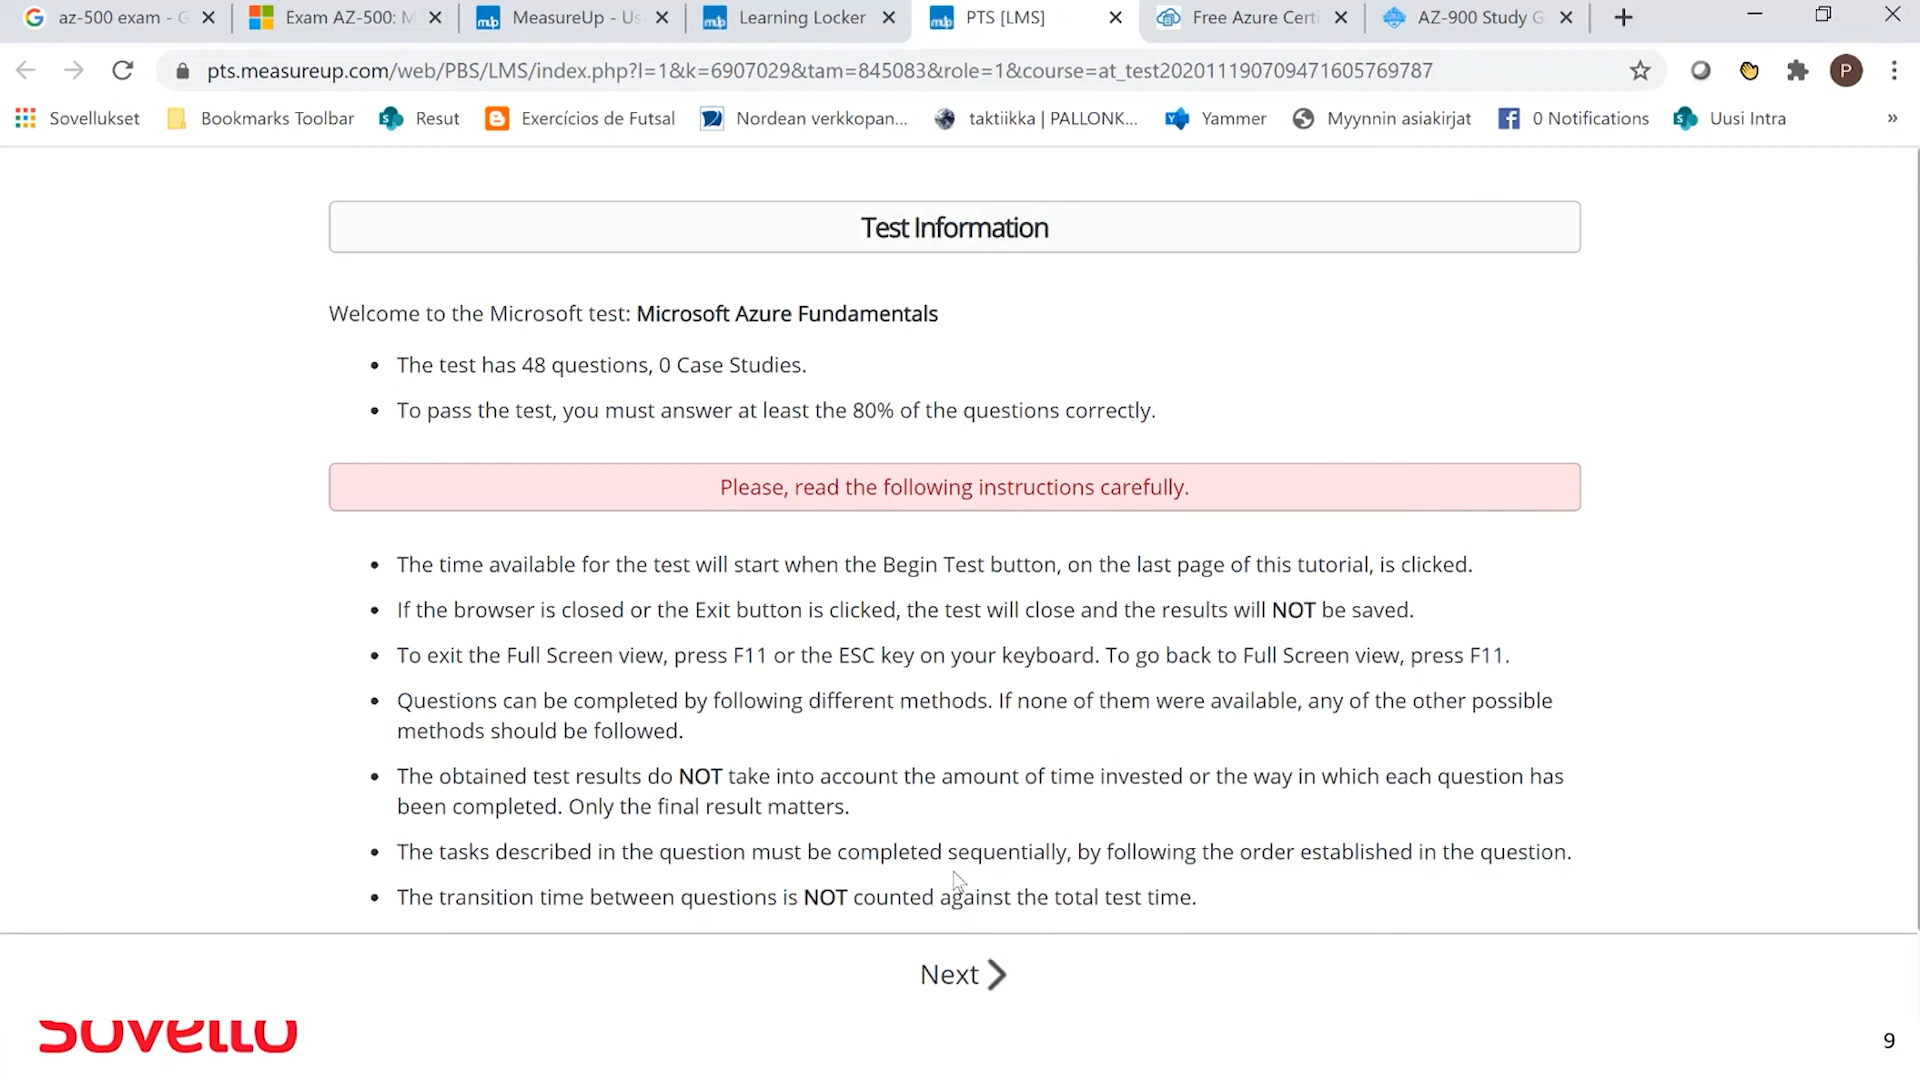 az-500 exam - G
Exam AZ-500: M
MeasureUp - Us
Learning Locker
PTS [LMS]
Free Azure Certi
AZ-900 Study G
pts.measureup.com/web/PBS/LMS/index.php?l=1&k=6907029&tam=845083&role=1&course=at_test202011190709471605769787
P
Sovellukset
Bookmarks Toolbar
Resut
Exercícios de Futsal
Nordean verkkopan...
taktiikka | PALLONK...
Yammer
Myynnin asiakirjat
0 Notifications
Uusi Intra
»
Test Information
Welcome to the Microsoft test: Microsoft Azure Fundamentals
• The test has 48 questions, 0 Case Studies.
• To pass the test, you must answer at least the 80% of the questions correctly.
Please, read the following instructions carefully.
• The time available for the test will start when the Begin Test button, on the last page of this tutorial, is clicked.
• If the browser is closed or the Exit button is clicked, the test will close and the results will NOT be saved.
• To exit the Full Screen view, press F11 or the ESC key on your keyboard. To go back to Full Screen view, press F11.
• Questions can be completed by following different methods. If none of them were available, any of the other possible
methods should be followed.
• The obtained test results do NOT take into account the amount of time invested or the way in which each question has
been completed. Only the final result matters.
• The tasks described in the question must be completed sequentially, by following the order established in the question.
• The transition time between questions is NOT counted against the total test time.
Next
sovelto
9